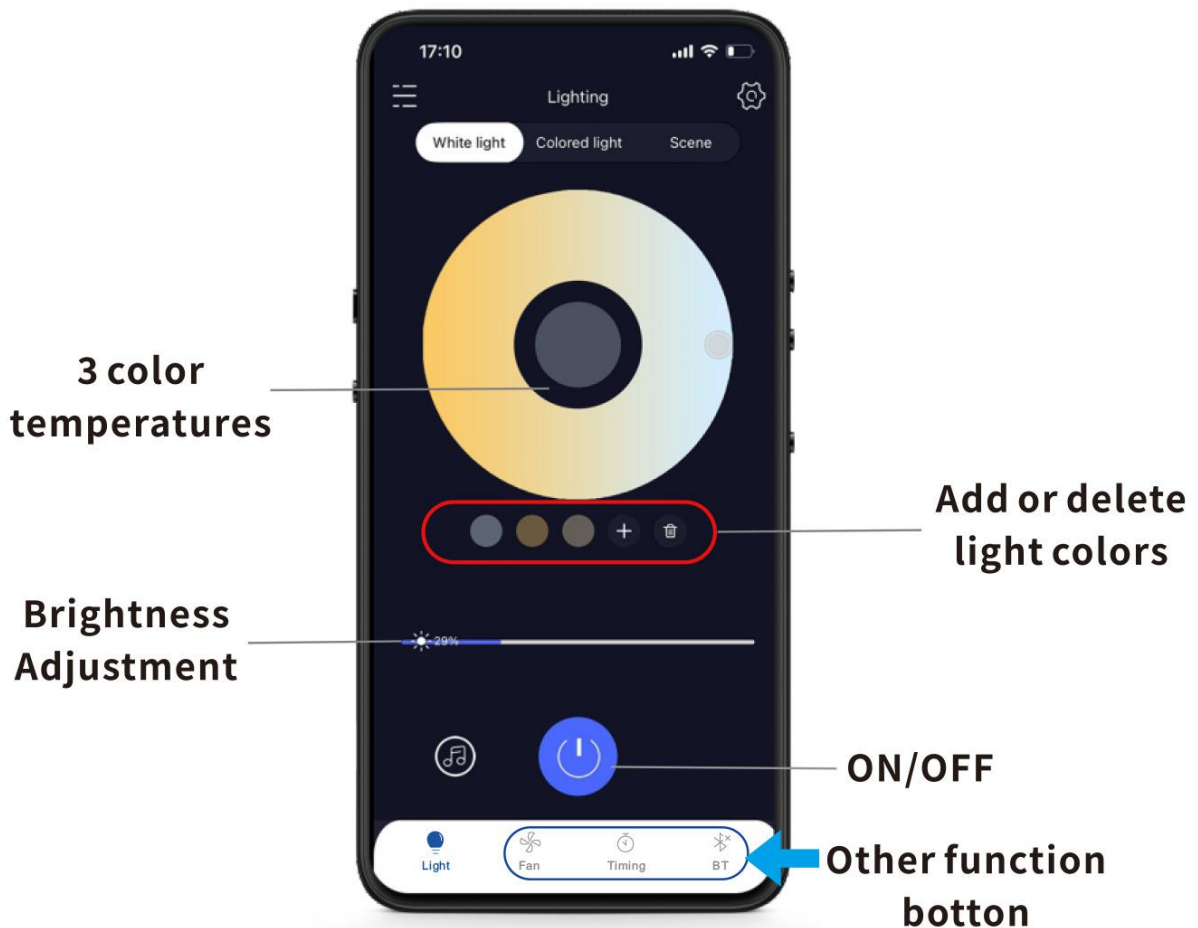 17:10
Lighting
White light Colored light Scene
3 color
temperatures
Add or delete
light colors
Brightness
Adjustment
29%
ON/OFF
Light Fan Timing BT
Other function
botton